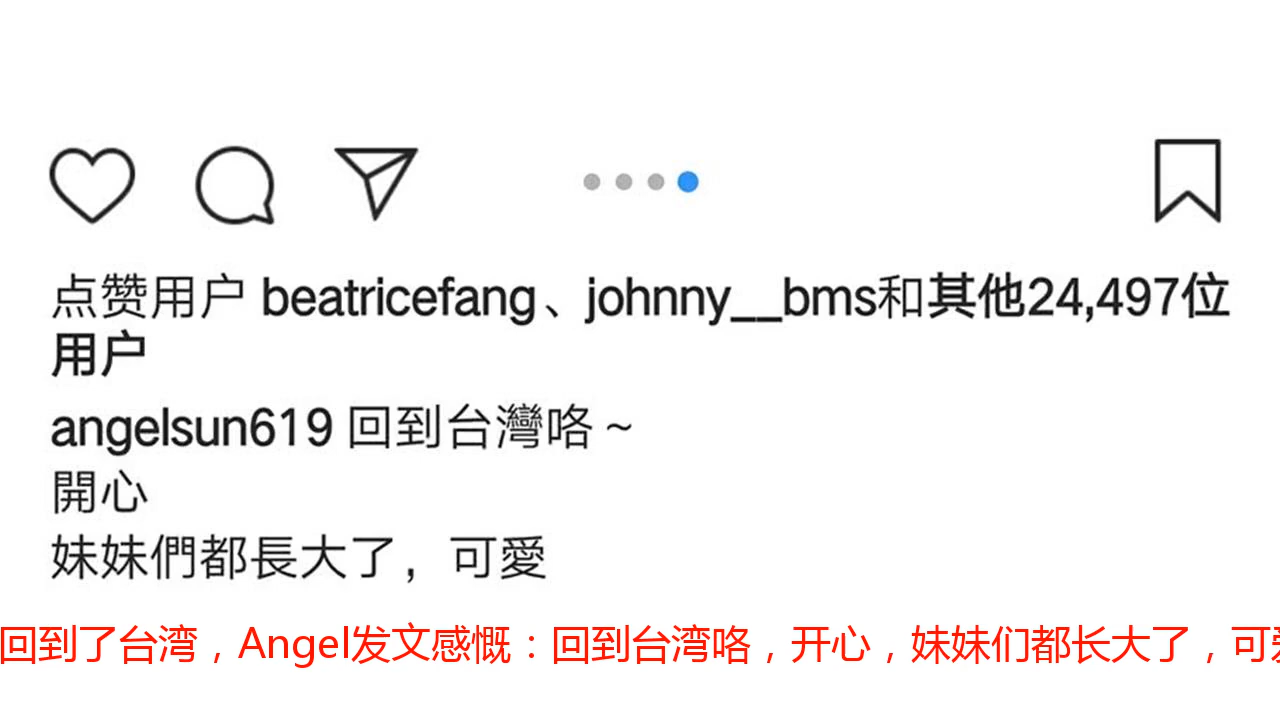 点赞用户 beatricefang、johnny__bms和其他24,497位
用户
angelsun619 回到台灣咯～
開心
妹妹們都長大了，可愛
回到了台湾，Angel发文感慨：回到台湾咯，开心，妹妹们都长大了，可